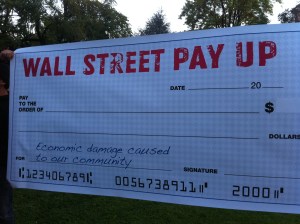 WALL STREET PAY UP
DATE 20
PAY
TO THE
ORDER OF $
DOLLARS
Economic damage caused
FOR to our community SIGNATURE
⑆123406789⑆ 0056738911⑈ 2000⑈